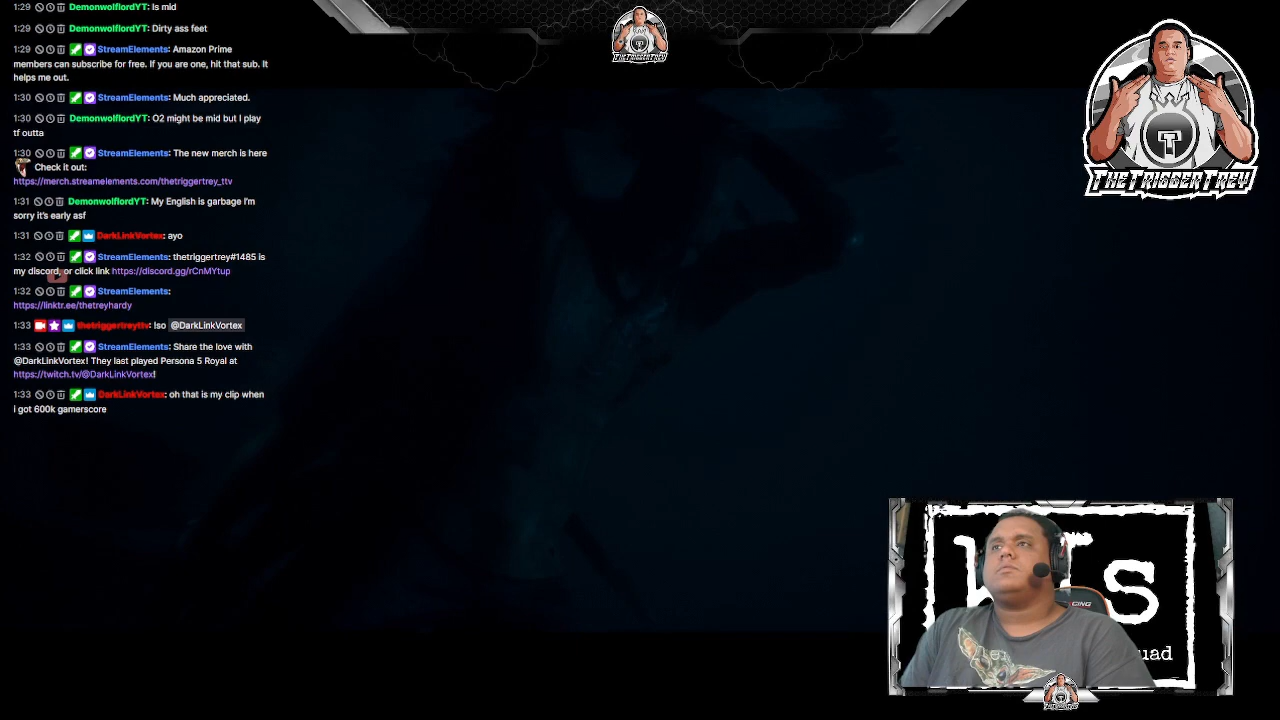 1:29 DemonwolflordYT: Is mid
1:29 DemonwolflordYT: Dirty ass feet
1:29 StreamElements: Amazon Prime
members can subscribe for free. If you are one, hit that sub. It
helps me out.
1:30 StreamElements: Much appreciated.
1:30 DemonwolflordYT: O2 might be mid but I play
tf outta
1:30 StreamElements: The new merch is here
Check it out:
https://merch.streamelements.com/thetriggertrey_ttv
1:31 DemonwolflordYT: My English is garbage I'm
sorry it's early asf
1:31 DarkLinkVortex: ayo
1:32 StreamElements: thetriggertrey#1485 is
my discord, or click link https://discord.gg/rCnMYtup
1:32 StreamElements:
https://linktr.ee/thetreyhardy
1:33 thetriggertreyttv: !so @DarkLinkVortex
1:33 StreamElements: Share the love with
@DarkLinkVortex! They last played Persona 5 Royal at
https://twitch.tv/@DarkLinkVortex!
1:33 DarkLinkVortex: oh that is my clip when
i got 600k gamerscore
THETRIGGERTREY
T
THETRIGGERTREY
CING